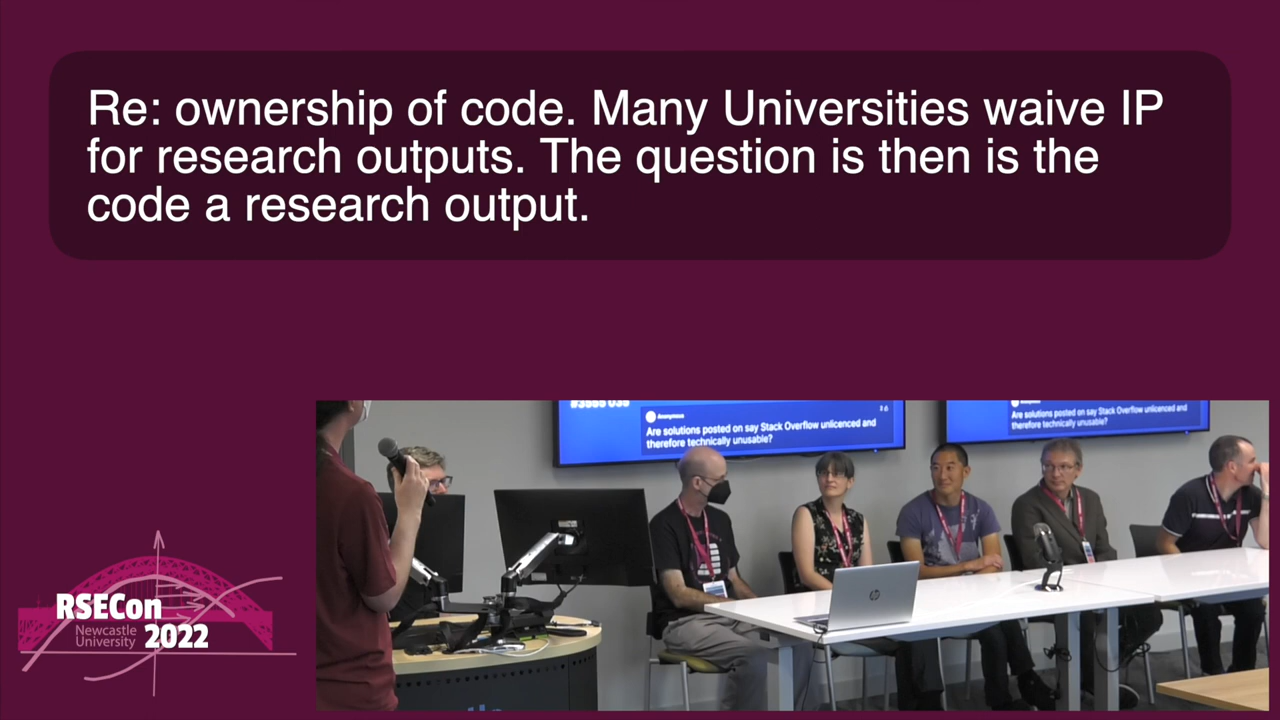 Re: ownership of code. Many Universities waive IP
for research outputs. The question is then is the
code a research output.
Anonymous
Are solutions posted on say Stack Overflow unlicenced and
therefore technically unusable?
Are solutions posted on say Stack Overflow unlicenced and
therefore technically unusable?
RSECon
Newcastle
University
2022
hp